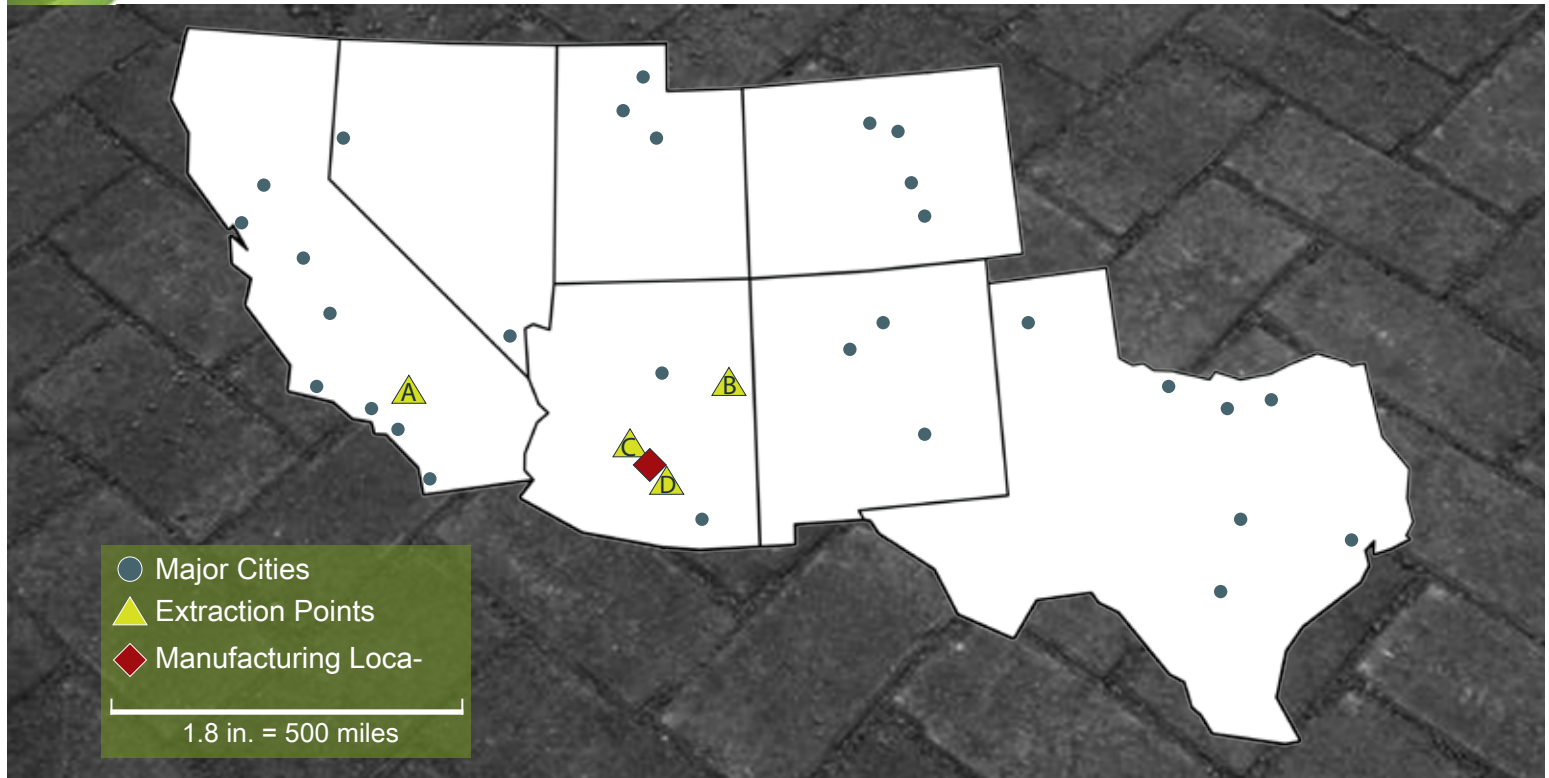 A
B
C
D
Major Cities
Extraction Points
Manufacturing Loca-
1.8 in. = 500 miles